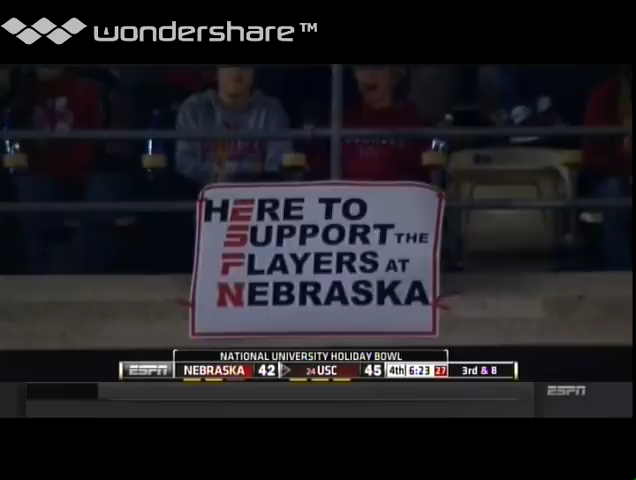 wondershare™
HERE TO
SUPPORT THE
PLAYERS AT
NEBRASKA
NATIONAL UNIVERSITY HOLIDAY BOWL
ESPN NEBRASKA 42 24 USC 45 4th 6:23 27 3rd & 8
ESPN